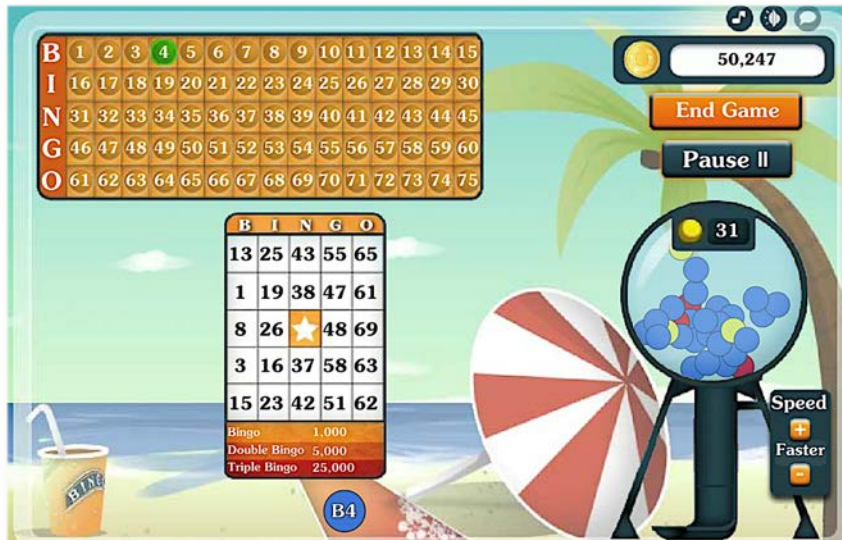 50,247
B 1 2 3 4 5 6 7 8 9 10 11 12 13 14 15
I 16 17 18 19 20 21 22 23 24 25 26 27 28 29 30
N 31 32 33 34 35 36 37 38 39 40 41 42 43 44 45
G 46 47 48 49 50 51 52 53 54 55 56 57 58 59 60
O 61 62 63 64 65 66 67 68 69 70 71 72 73 74 75
End Game
Pause II
31
B I N G O
13 25 43 55 65
1 19 38 47 61
8 26 48 69
3 16 37 58 63
15 23 42 51 62
Bingo 1,000
Double Bingo 5,000
Triple Bingo 25,000
Speed
+
Faster
-
B4